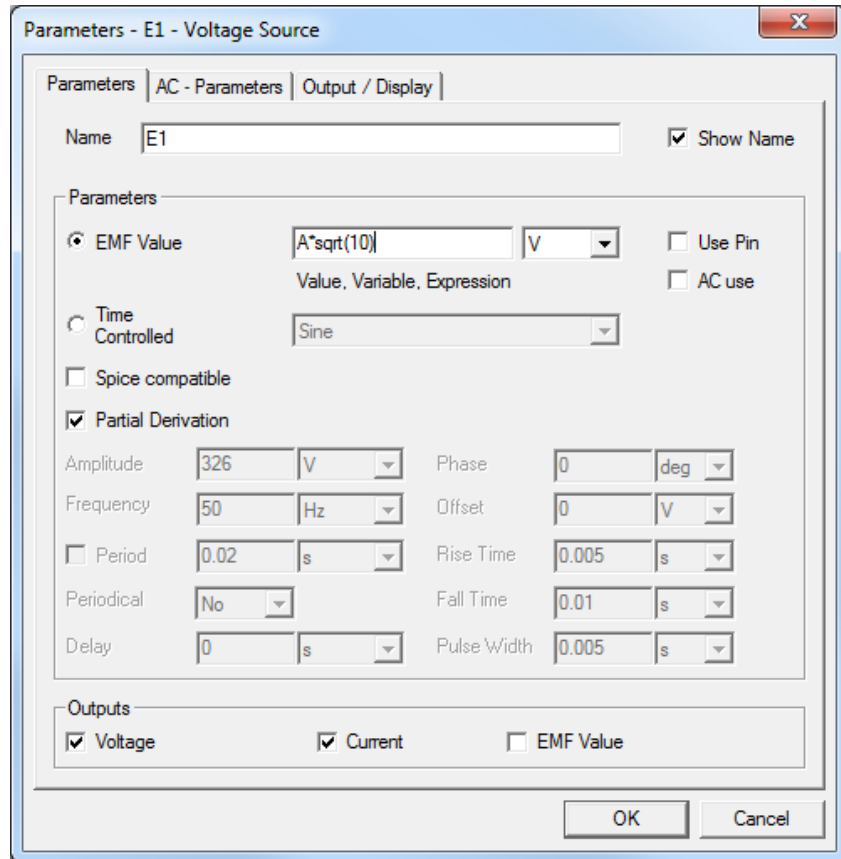 Parameters - E1 - Voltage Source
Parameters AC - Parameters Output / Display
Name E1 Show Name
Parameters
EMF Value A*sqrt(10) V Use Pin
Value, Variable, Expression AC use
Time
Controlled Sine
Spice compatible
Partial Derivation
Amplitude 326 V Phase 0 deg
Frequency 50 Hz Offset 0 V
Period 0.02 s Rise Time 0.005 s
Periodical No Fall Time 0.01 s
Delay 0 s Pulse Width 0.005 s
Outputs
Voltage Current EMF Value
OK Cancel